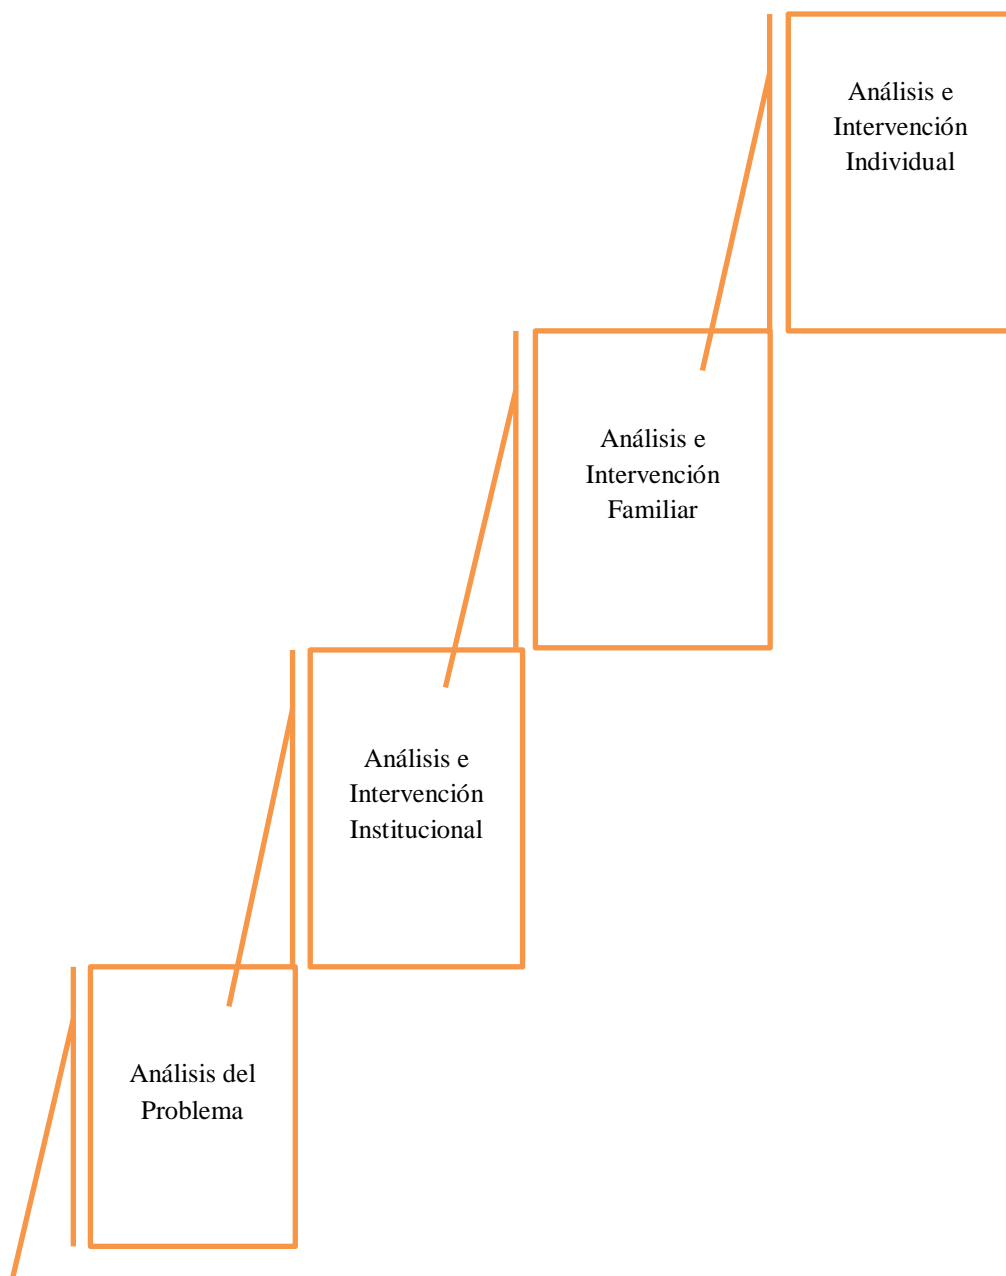 Análisis e
Intervención
Individual
Análisis e
Intervención
Familiar
Análisis e
Intervención
Institucional
Análisis del
Problema